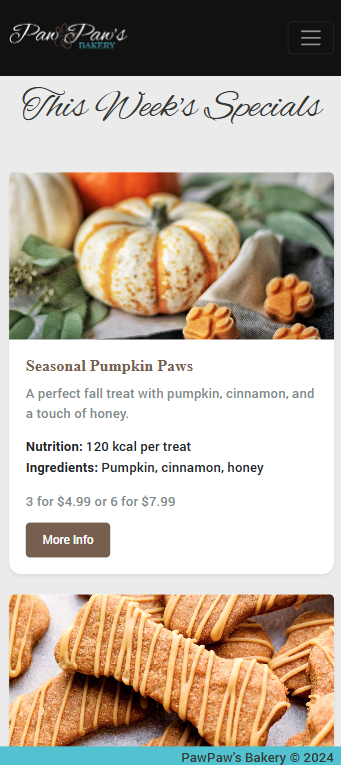 Paw Paw's
BAKERY
This Week's Specials
Seasonal Pumpkin Paws
A perfect fall treat with pumpkin, cinnamon, and
a touch of honey.
Nutrition: 120 kcal per treat
Ingredients: Pumpkin, cinnamon, honey
3 for $4.99 or 6 for $7.99
More Info
PawPaw's Bakery © 2024